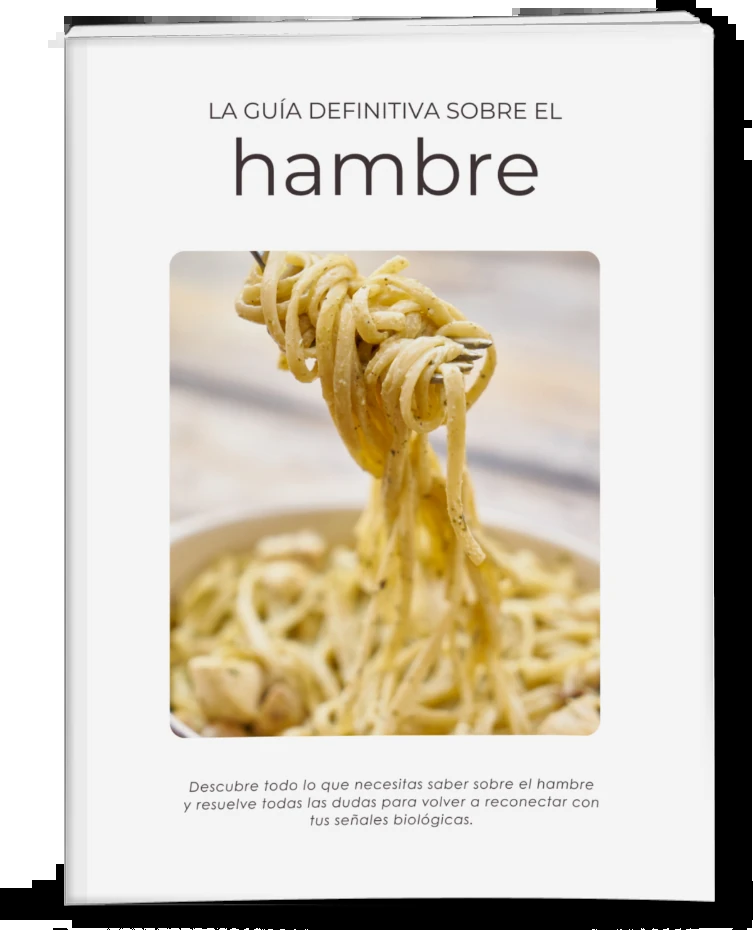 LA GUÍA DEFINITIVA SOBRE EL
hambre
Descubre todo lo que necesitas saber sobre el hambre
y resuelve todas las dudas para volver a reconectar con
tus señales biológicas.